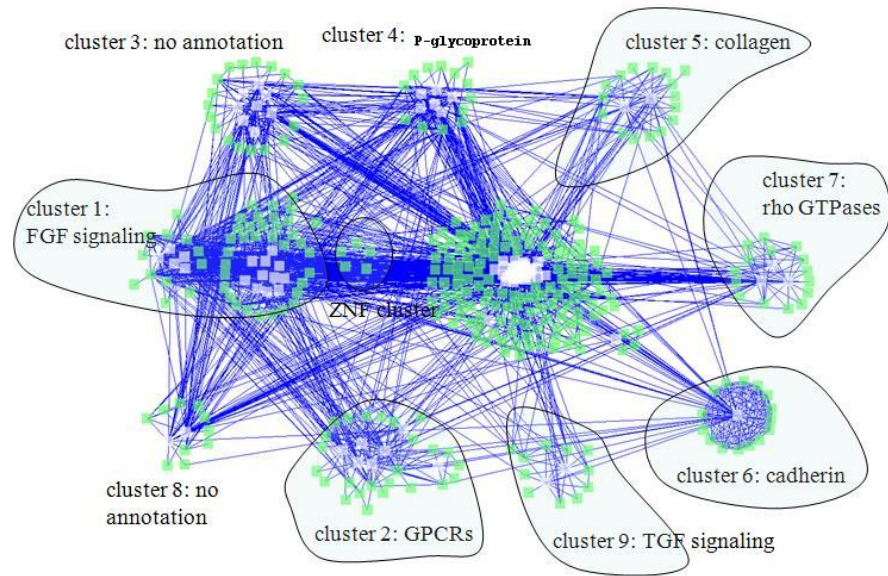 cluster 3: no annotation
cluster 4: P-glycoprotein
cluster 5: collagen
cluster 7:
rho GTPases
cluster 1:
FGF signaling
ZNF cluster
cluster 8: no
annotation
cluster 2: GPCRs
cluster 9: TGF signaling
cluster 6: cadherin